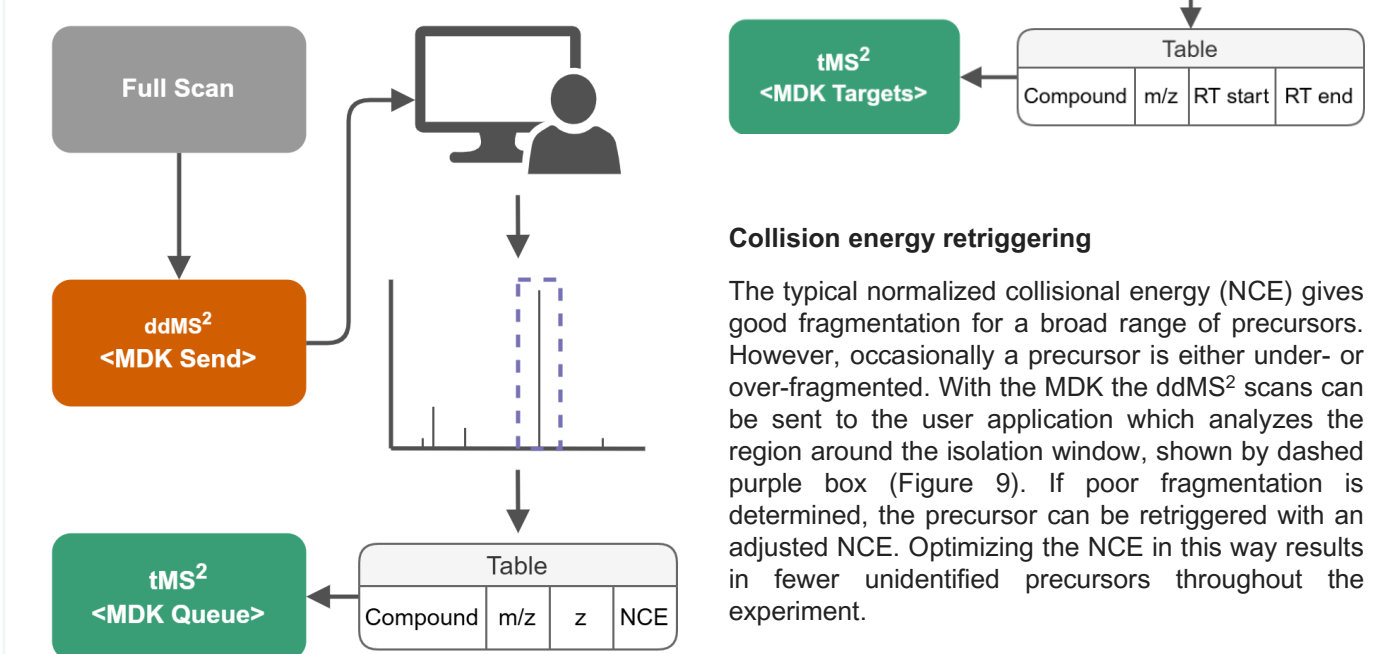 Full Scan
ddMS²
<MDK Send>
tMS²
<MDK Queue>
Table
Compound m/z z NCE
tMS²
<MDK Targets>
Table
Compound m/z RT start RT end
Collision energy retriggering
The typical normalized collisional energy (NCE) gives
good fragmentation for a broad range of precursors.
However, occasionally a precursor is either under- or
over-fragmented. With the MDK the ddMS² scans can
be sent to the user application which analyzes the
region around the isolation window, shown by dashed
purple box (Figure 9). If poor fragmentation is
determined, the precursor can be retriggered with an
adjusted NCE. Optimizing the NCE in this way results
in fewer unidentified precursors throughout the
experiment.